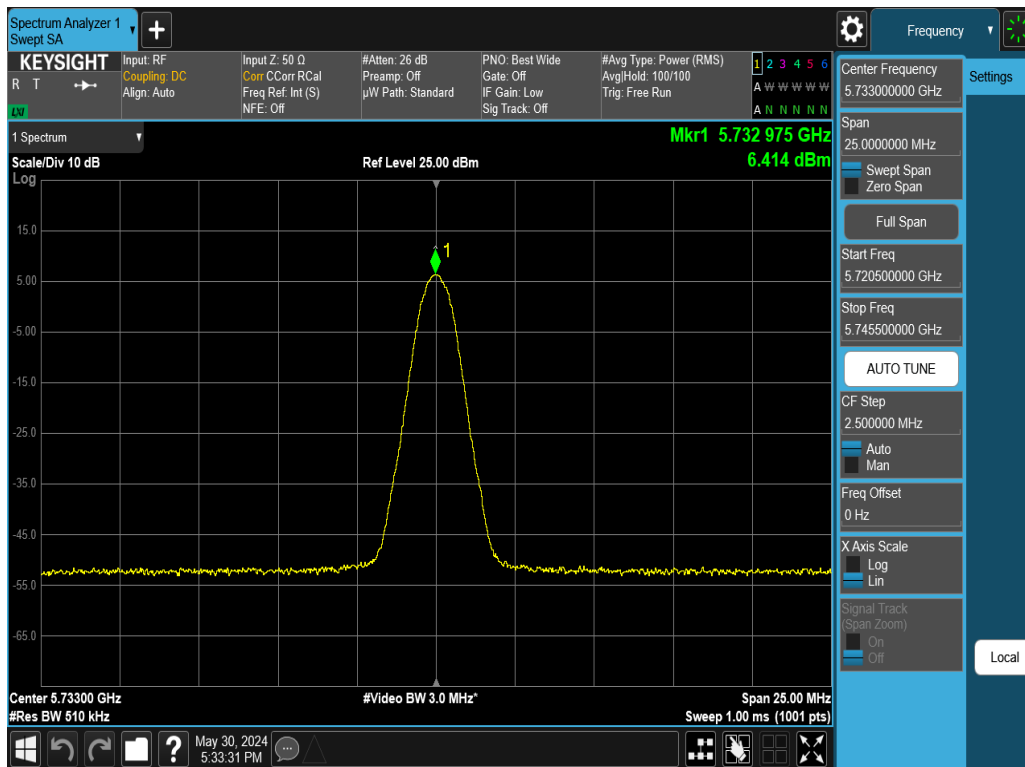 Spectrum Analyzer 1
Swept SA
+
Frequency
KEYSIGHT
R T
LXI
Input: RF
Coupling: DC
Align: Auto
Input Z: 50 Ω
Corr CCorr RCal
Freq Ref: Int (S)
NFE: Off
#Atten: 26 dB
Preamp: Off
µW Path: Standard
PNO: Best Wide
Gate: Off
IF Gain: Low
Sig Track: Off
#Avg Type: Power (RMS)
Avg|Hold: 100/100
Trig: Free Run
1 2 3 4 5 6
A W W W W W
A N N N N N
1 Spectrum
Scale/Div 10 dB
Log
Ref Level 25.00 dBm
Mkr1 5.732 975 GHz
6.414 dBm
1
15.0
5.00
-5.00
-15.0
-25.0
-35.0
-45.0
-55.0
-65.0
Center 5.73300 GHz
#Res BW 510 kHz
#Video BW 3.0 MHz*
Span 25.00 MHz
Sweep 1.00 ms (1001 pts)
Center Frequency
5.733000000 GHz
Span
25.0000000 MHz
Swept Span
Zero Span
Full Span
Start Freq
5.720500000 GHz
Stop Freq
5.745500000 GHz
AUTO TUNE
CF Step
2.500000 MHz
Auto
Man
Freq Offset
0 Hz
X Axis Scale
Log
Lin
Signal Track
(Span Zoom)
On
Off
Settings
Local
?
May 30, 2024
5:33:31 PM